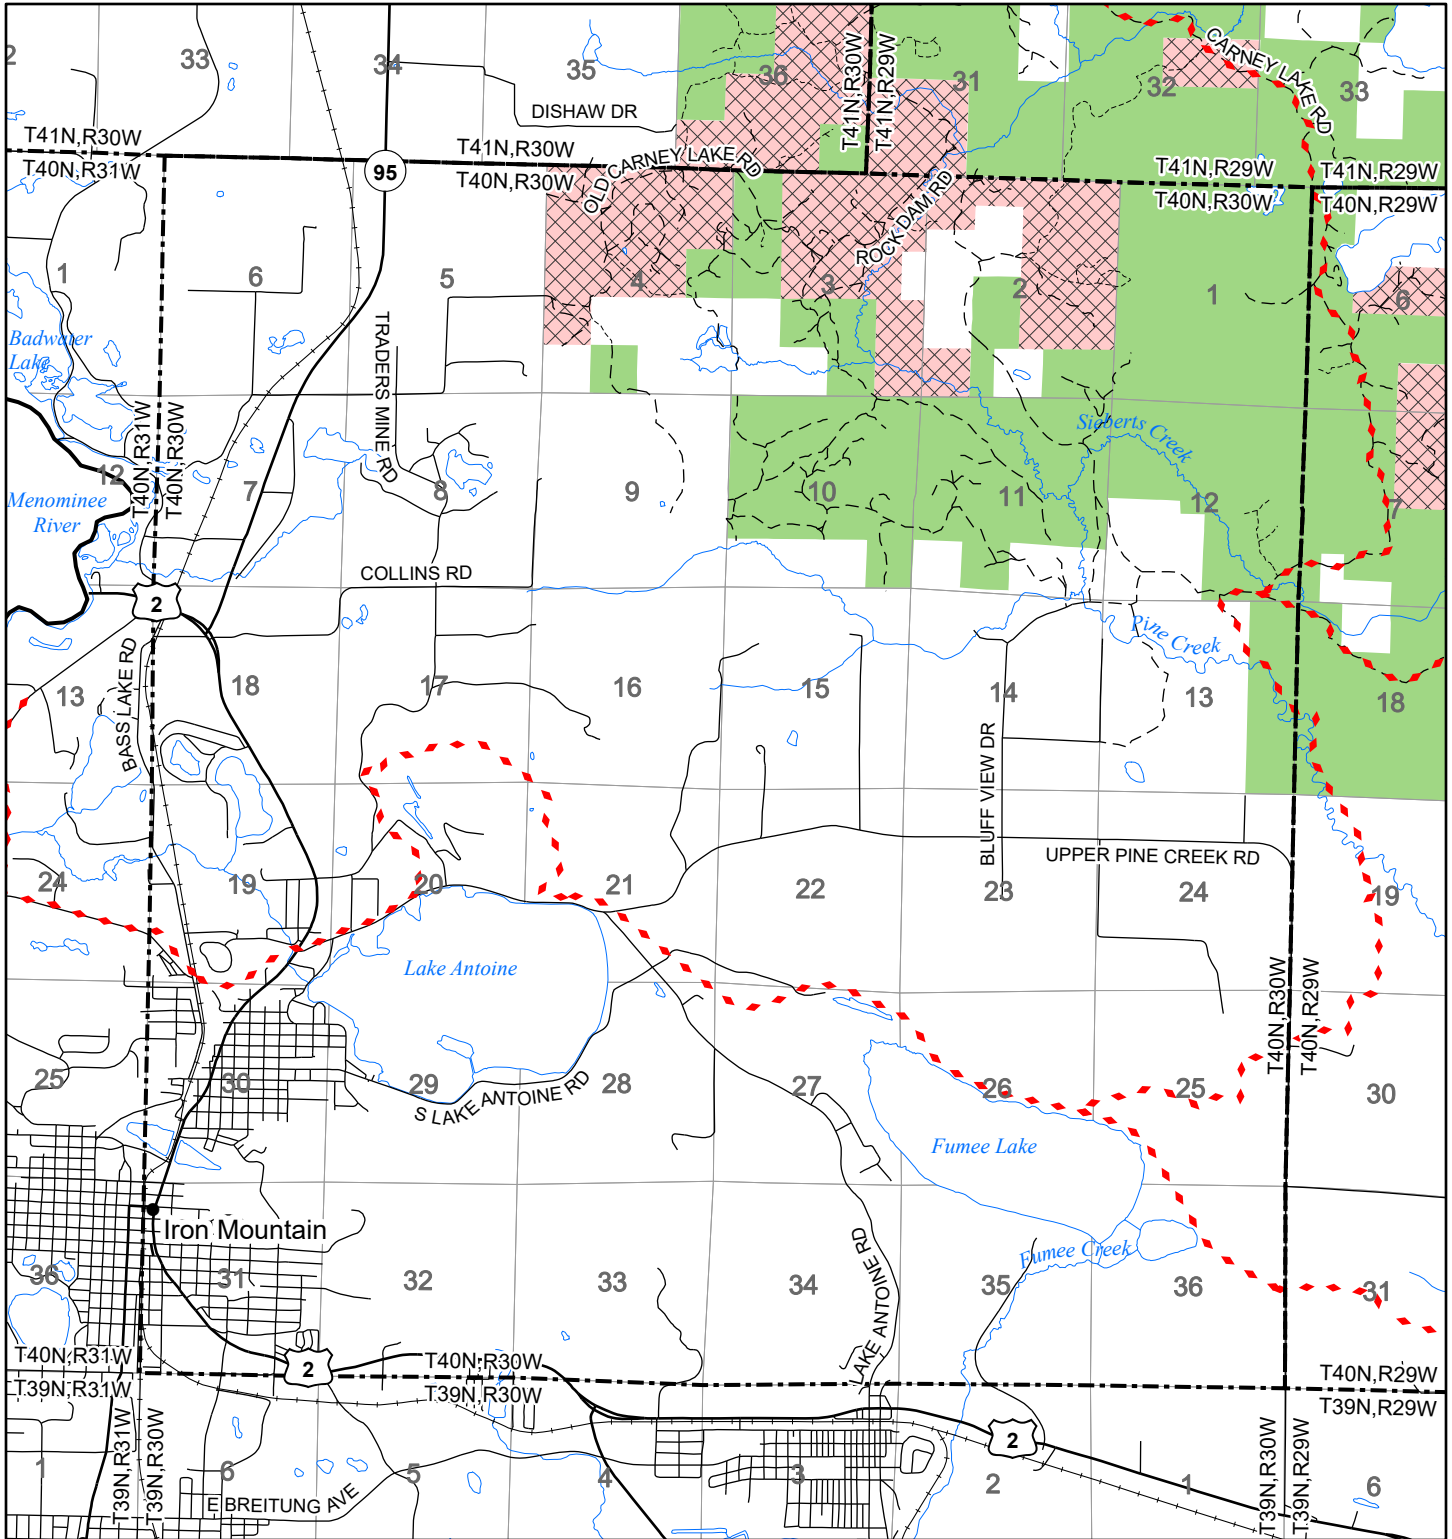 2
33
34
35
36
31
32
33
CARNEY LAKE RD
T41N,R30W
T41N,R29W
DISHAW DR
T41N,R30W
T40N,R31W
95
T41N,R30W
T40N,R30W
OLD CARNEY LAKE RD
ROCK DAM RD
T41N,R29W
T40N,R30W
T41N,R29W
T40N,R29W
1
6
5
4
3
2
1
6
Badwater
Lake
TRADERS MINE RD
T40N,R31W
T40N,R30W
Sieberts Creek
12
7
8
9
10
11
12
7
Menominee
River
COLLINS RD
2
Pine Creek
BASS LAKE RD
13
18
17
16
15
14
13
18
BLUFF VIEW DR
UPPER PINE CREEK RD
24
19
20
21
22
23
24
19
Lake Antoine
T40N,R30W
T40N,R29W
25
30
29
28
27
26
25
30
S LAKE ANTOINE RD
Fumee Lake
Iron Mountain
Fumee Creek
LAKE ANTOINE RD
36
31
32
33
34
35
36
31
T40N,R31W
T39N,R31W
2
T40N,R30W
T39N,R30W
T40N,R29W
T39N,R29W
T39N,R31W
T39N,R30W
2
T39N,R30W
T39N,R29W
1
6
5
4
3
2
1
6
E BREITUNG AVE